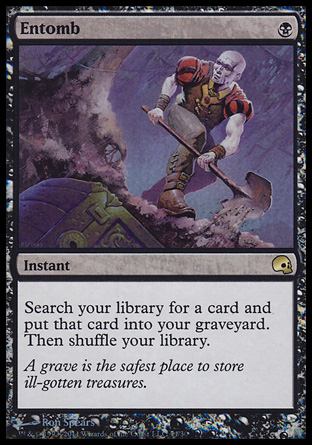 Entomb
Instant
Search your library for a card and
put that card into your graveyard.
Then shuffle your library.
A grave is the safest place to store
ill-gotten treasures.
Ron Spears